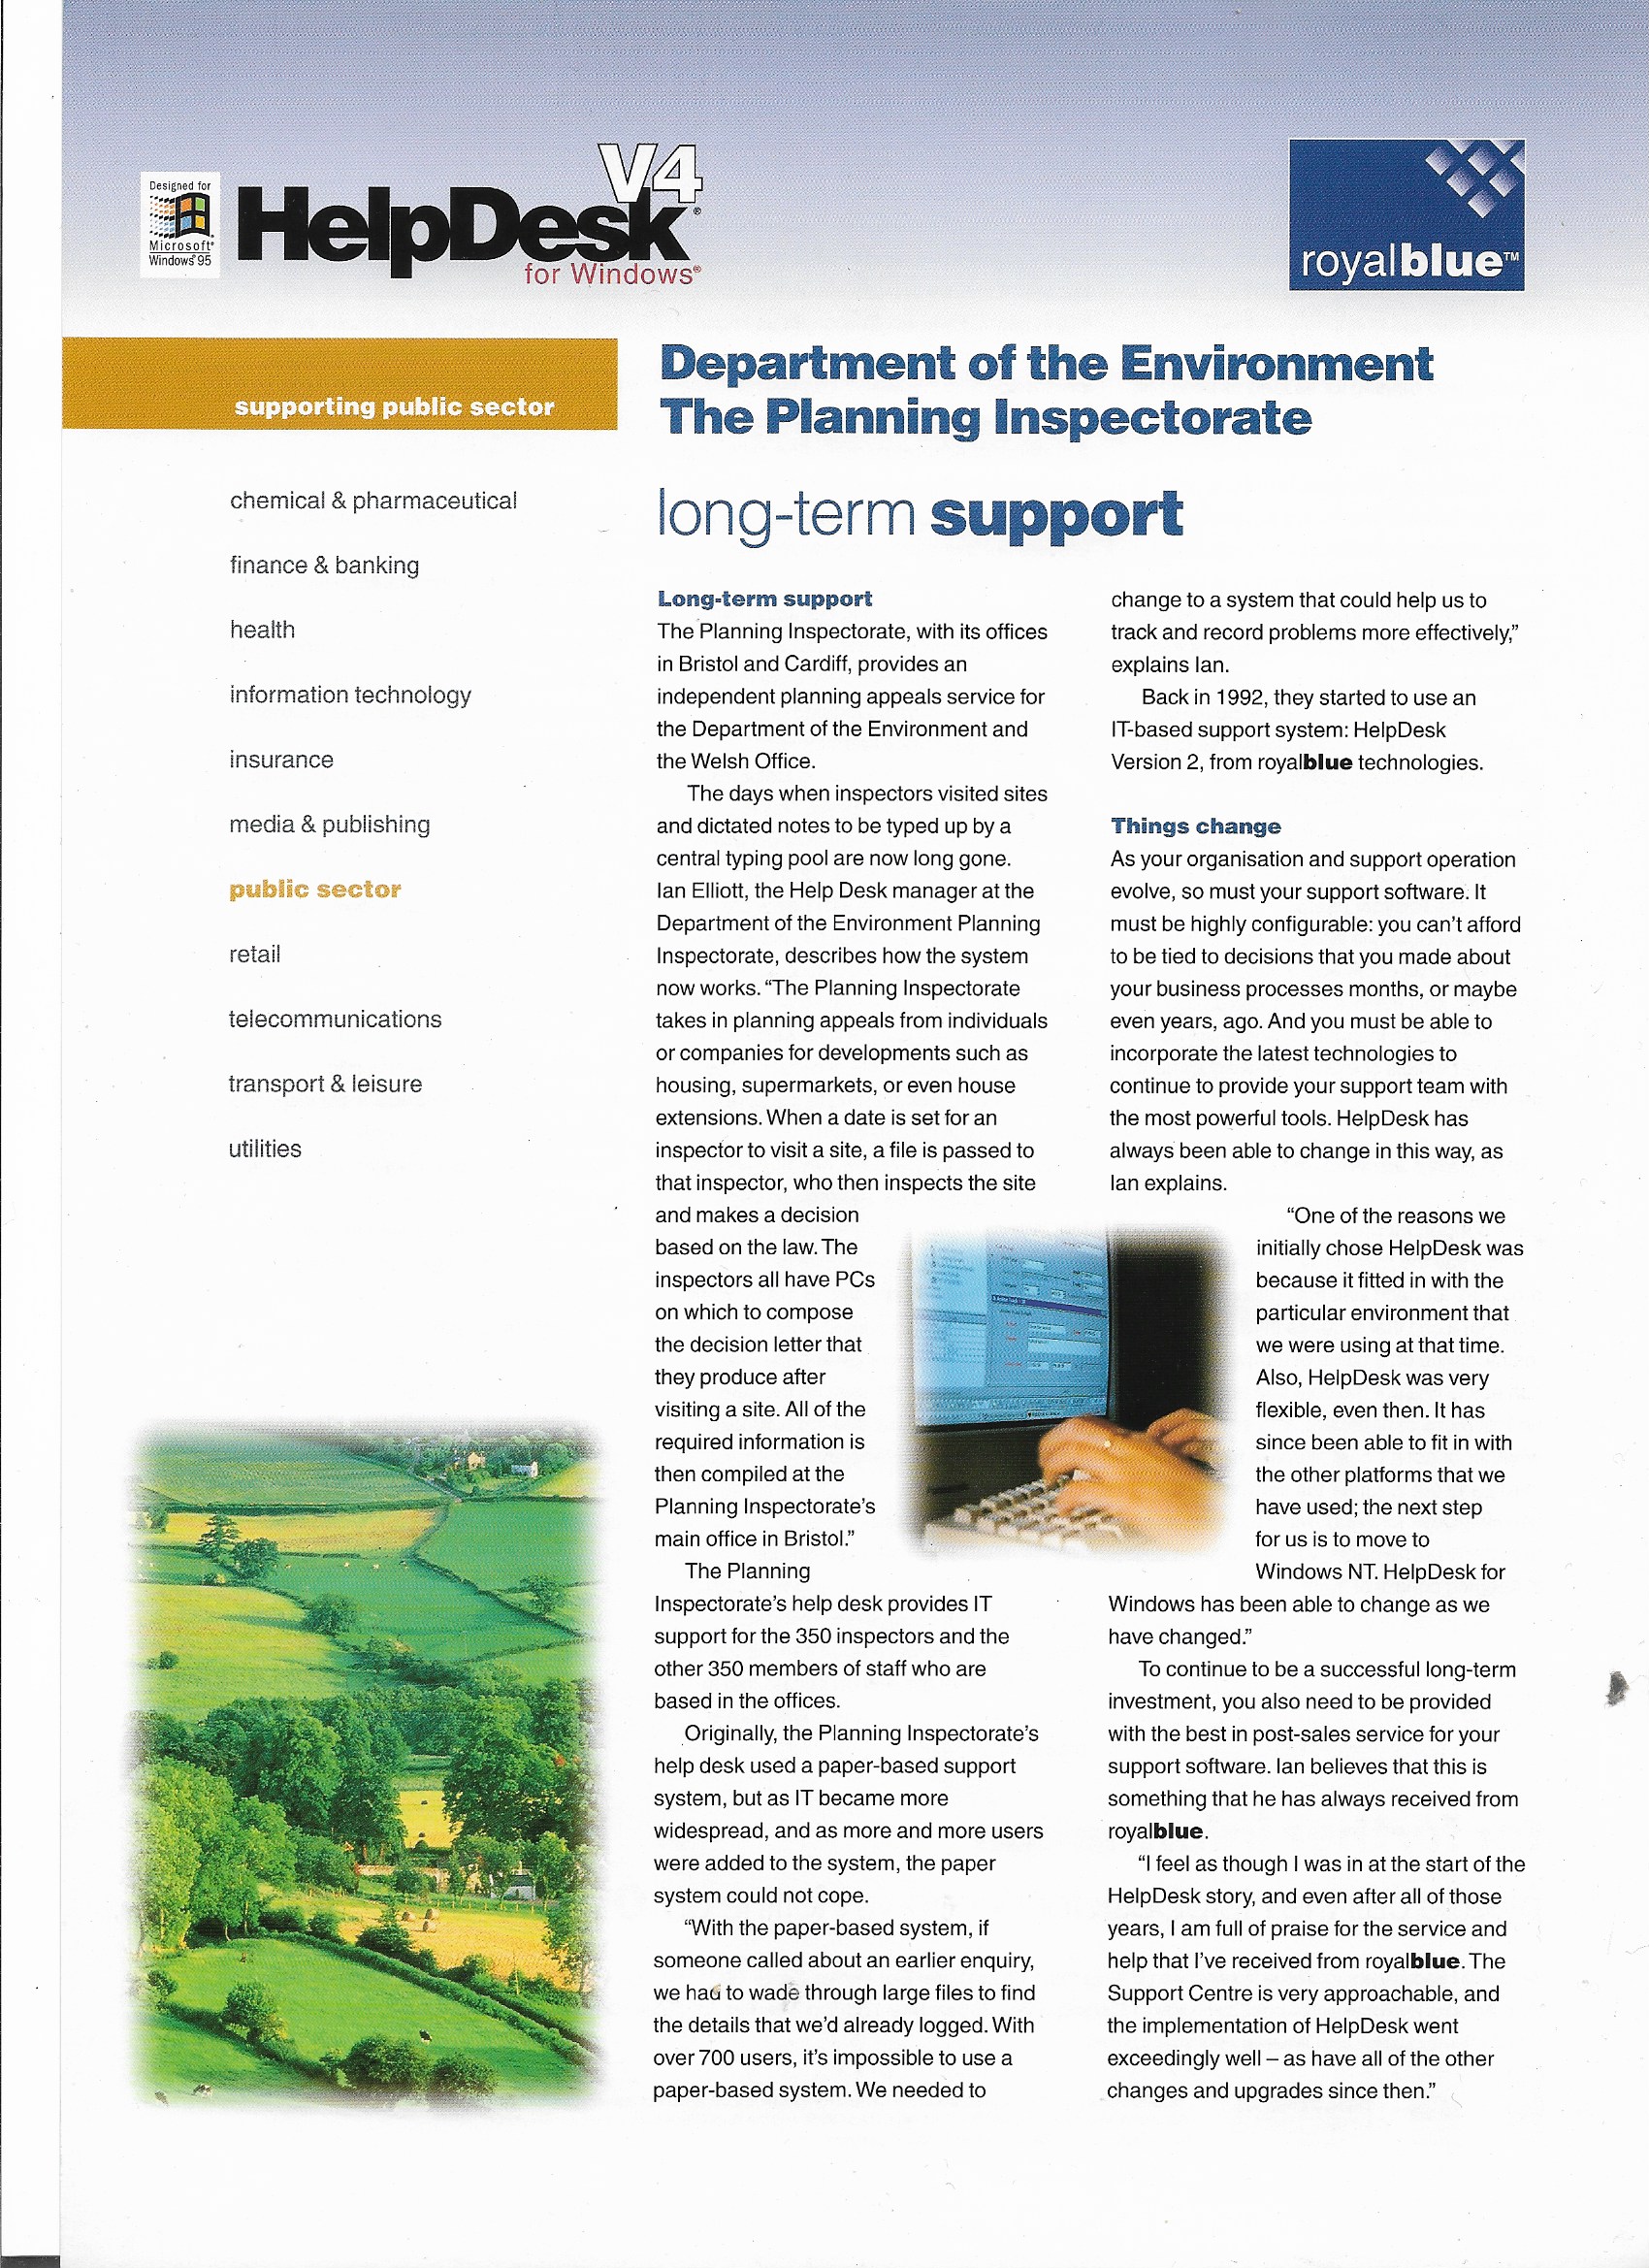 Designed for
Microsoft®
Windows®95
HelpDesk® V4
for Windows®
royalblue™
supporting public sector
chemical & pharmaceutical
finance & banking
health
information technology
insurance
media & publishing
public sector
retail
telecommunications
transport & leisure
utilities
Department of the Environment
The Planning Inspectorate
long-term support
Long-term support
The Planning Inspectorate, with its offices
in Bristol and Cardiff, provides an
independent planning appeals service for
the Department of the Environment and
the Welsh Office.
The days when inspectors visited sites
and dictated notes to be typed up by a
central typing pool are now long gone.
Ian Elliott, the Help Desk manager at the
Department of the Environment Planning
Inspectorate, describes how the system
now works. “The Planning Inspectorate
takes in planning appeals from individuals
or companies for developments such as
housing, supermarkets, or even house
extensions. When a date is set for an
inspector to visit a site, a file is passed to
that inspector, who then inspects the site
and makes a decision
based on the law. The
inspectors all have PCs
on which to compose
the decision letter that
they produce after
visiting a site. All of the
required information is
then compiled at the
Planning Inspectorate’s
main office in Bristol.”
The Planning
Inspectorate’s help desk provides IT
support for the 350 inspectors and the
other 350 members of staff who are
based in the offices.
Originally, the Planning Inspectorate’s
help desk used a paper-based support
system, but as IT became more
widespread, and as more and more users
were added to the system, the paper
system could not cope.
“With the paper-based system, if
someone called about an earlier enquiry,
we had to wade through large files to find
the details that we’d already logged. With
over 700 users, it’s impossible to use a
paper-based system. We needed to
change to a system that could help us to
track and record problems more effectively,”
explains Ian.
Back in 1992, they started to use an
IT-based support system: HelpDesk
Version 2, from royalblue technologies.
Things change
As your organisation and support operation
evolve, so must your support software. It
must be highly configurable: you can’t afford
to be tied to decisions that you made about
your business processes months, or maybe
even years, ago. And you must be able to
incorporate the latest technologies to
continue to provide your support team with
the most powerful tools. HelpDesk has
always been able to change in this way, as
Ian explains.
“One of the reasons we
initially chose HelpDesk was
because it fitted in with the
particular environment that
we were using at that time.
Also, HelpDesk was very
flexible, even then. It has
since been able to fit in with
the other platforms that we
have used; the next step
for us is to move to
Windows NT. HelpDesk for
Windows has been able to change as we
have changed.”
To continue to be a successful long-term
investment, you also need to be provided
with the best in post-sales service for your
support software. Ian believes that this is
something that he has always received from
royalblue.
“I feel as though I was in at the start of the
HelpDesk story, and even after all of those
years, I am full of praise for the service and
help that I’ve received from royalblue. The
Support Centre is very approachable, and
the implementation of HelpDesk went
exceedingly well – as have all of the other
changes and upgrades since then.”